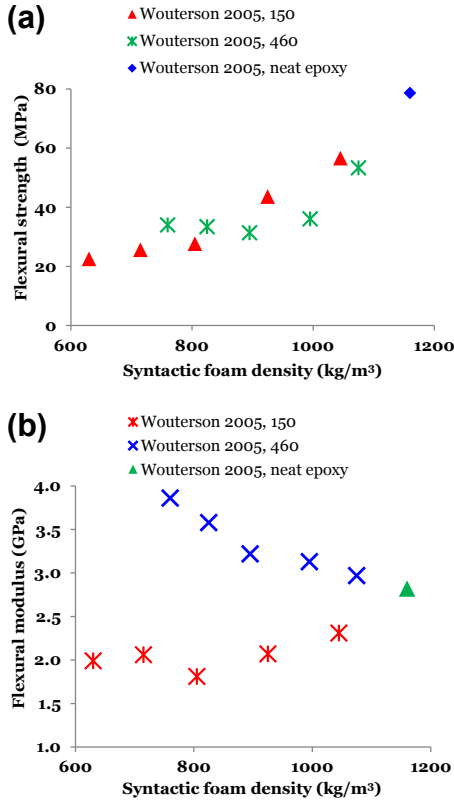 (a)
Wouterson 2005, 150
Wouterson 2005, 460
Wouterson 2005, neat epoxy
Flexural strength (MPa)
80
60
40
20
0
600 800 1000 1200
Syntactic foam density (kg/m³)
(b)
Wouterson 2005, 150
Wouterson 2005, 460
Wouterson 2005, neat epoxy
Flexural modulus (GPa)
4.0
3.5
3.0
2.5
2.0
1.5
1.0
600 800 1000 1200
Syntactic foam density (kg/m³)